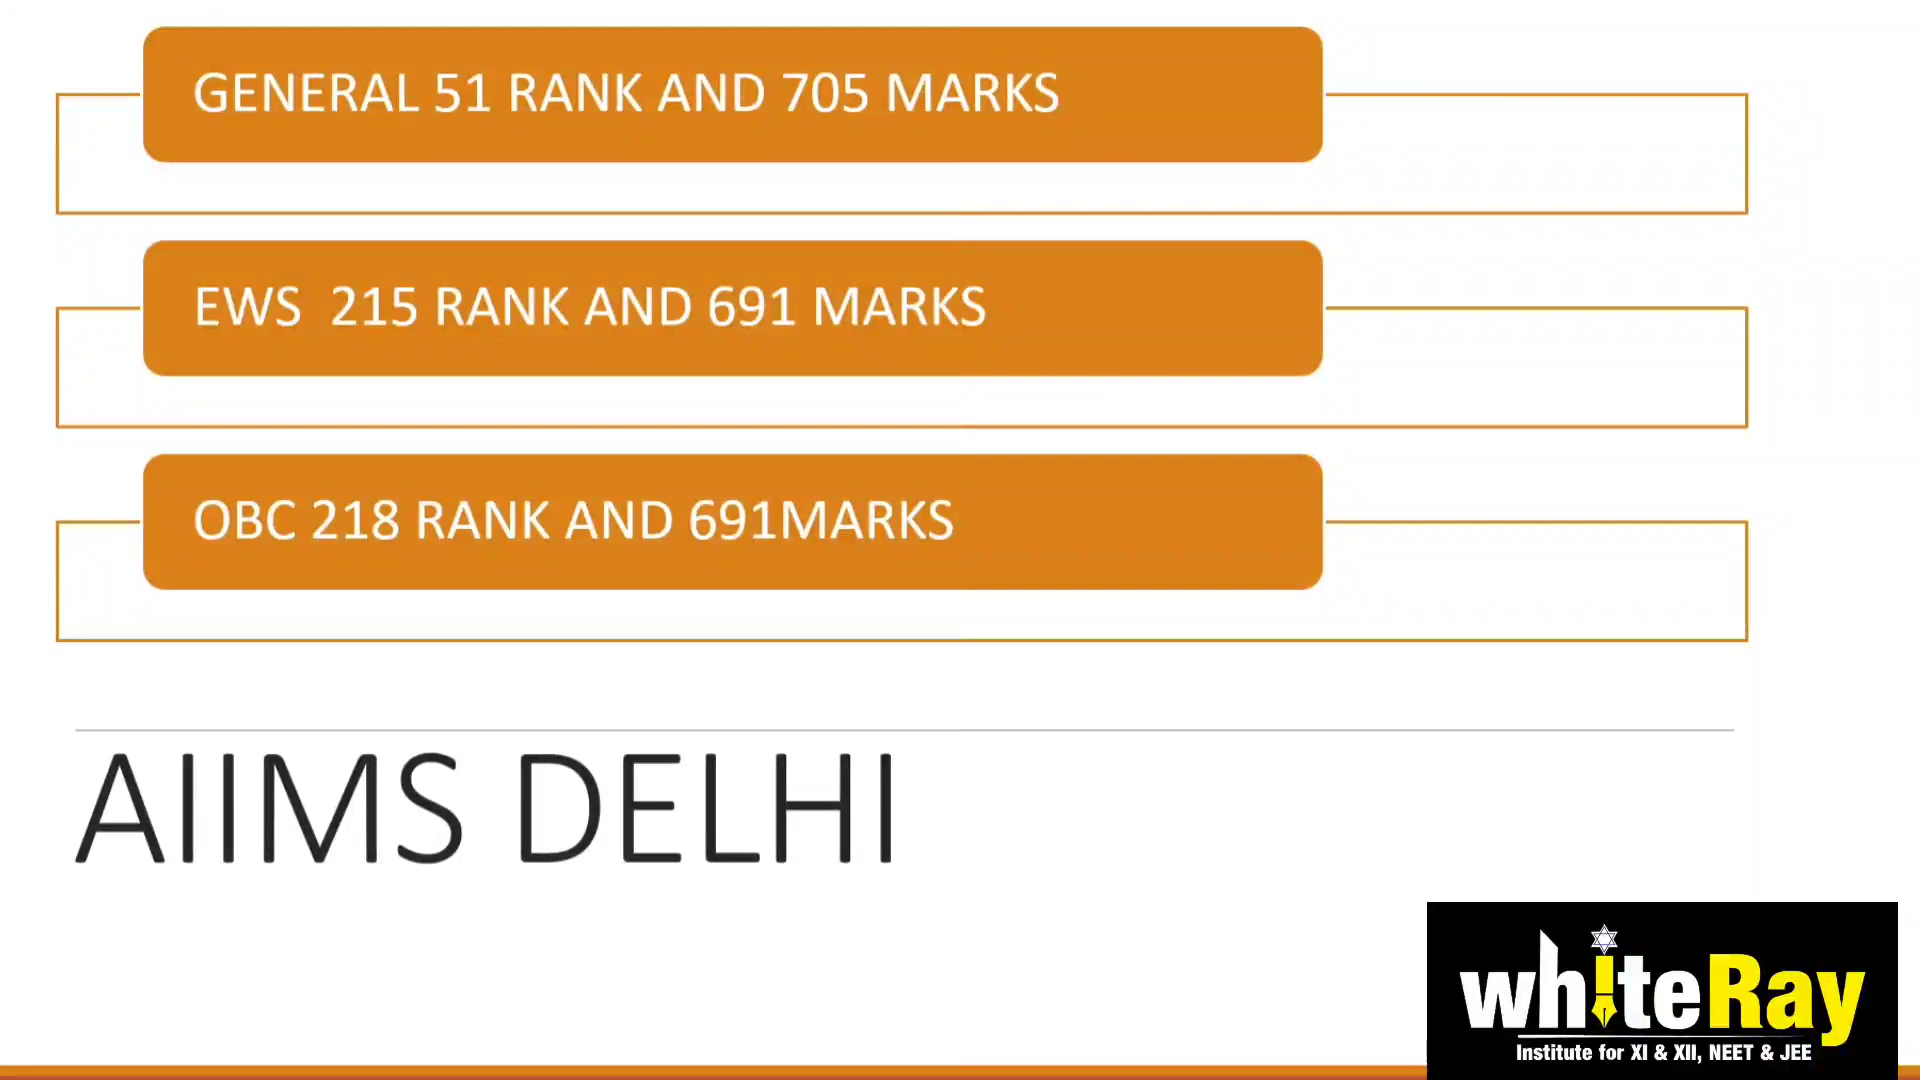 GENERAL 51 RANK AND 705 MARKS
EWS  215 RANK AND 691 MARKS
OBC 218 RANK AND 691MARKS
AIIMS DELHI
whiteRay
Institute for XI & XII, NEET & JEE